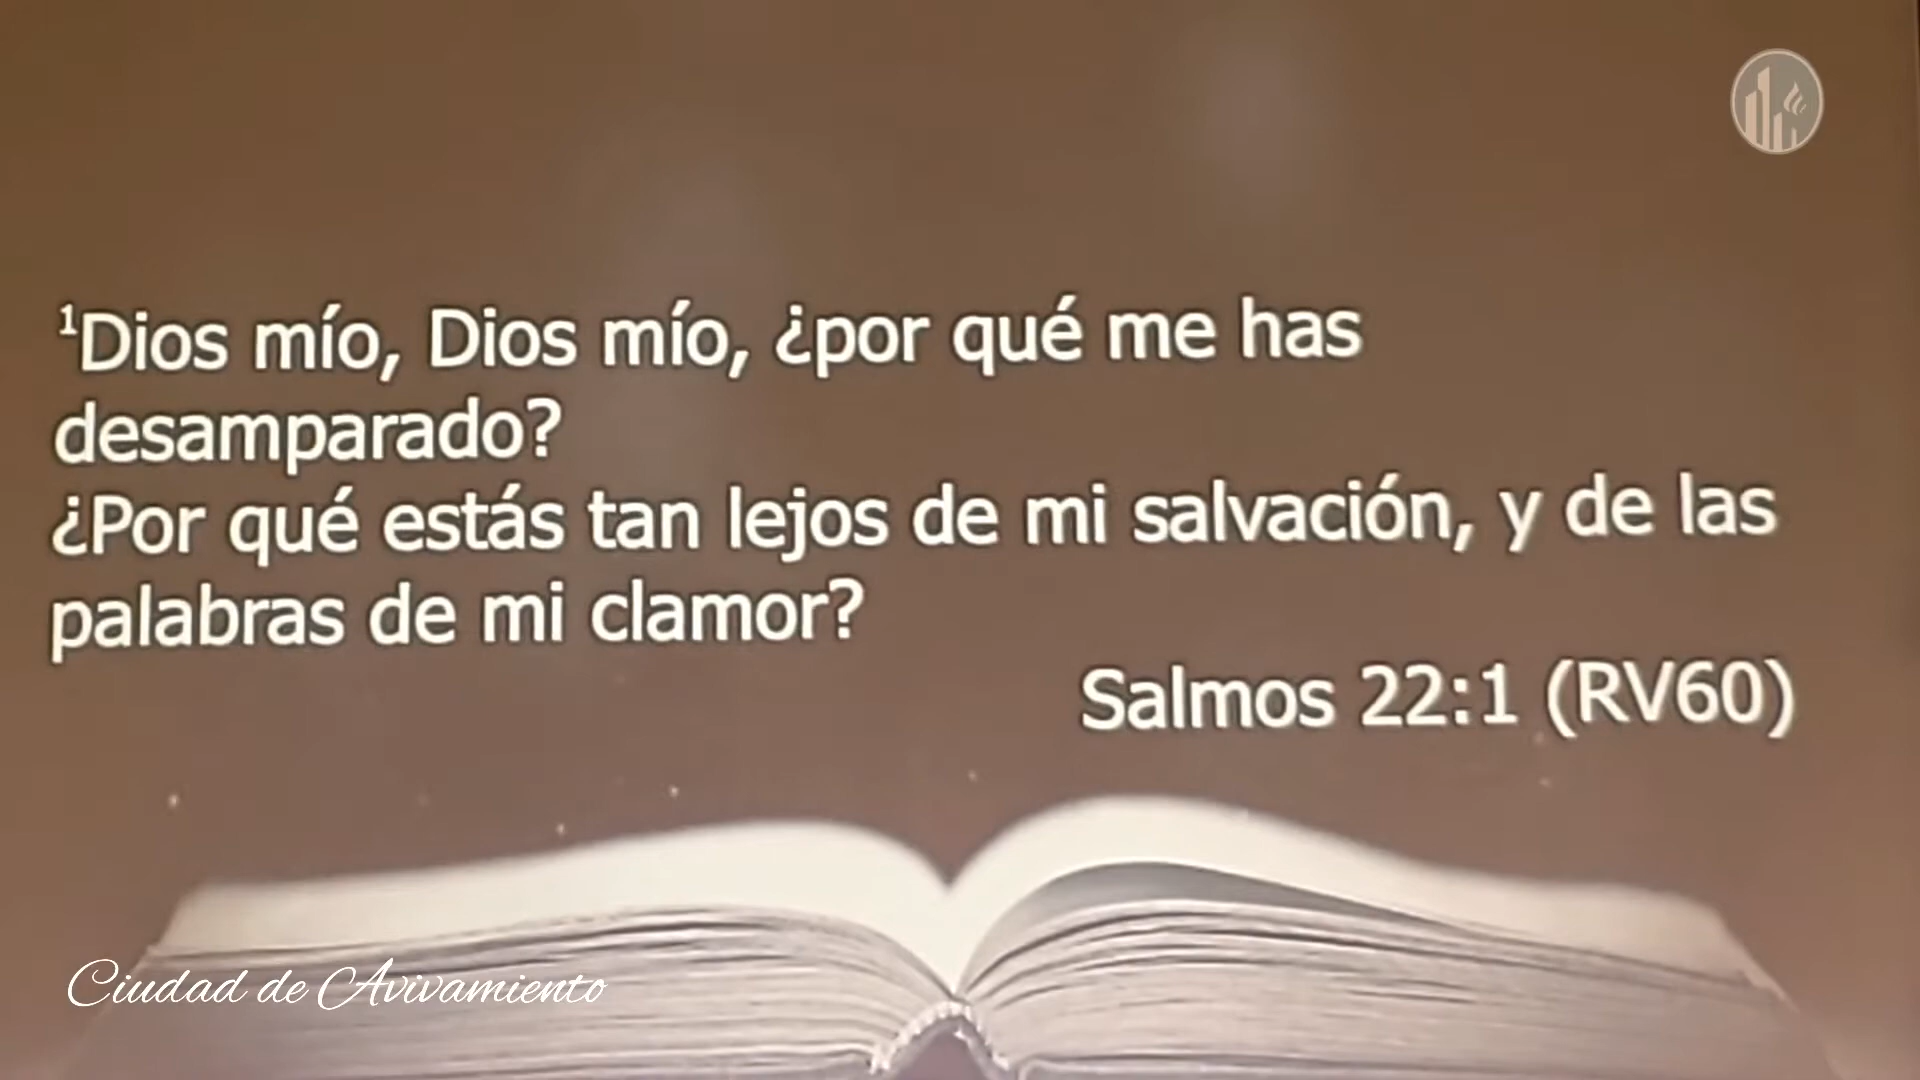 ¹Dios mío, Dios mío, ¿por qué me has
desamparado?
¿Por qué estás tan lejos de mi salvación, y de las
palabras de mi clamor?
Salmos 22:1 (RV60)
Ciudad de Avivamiento